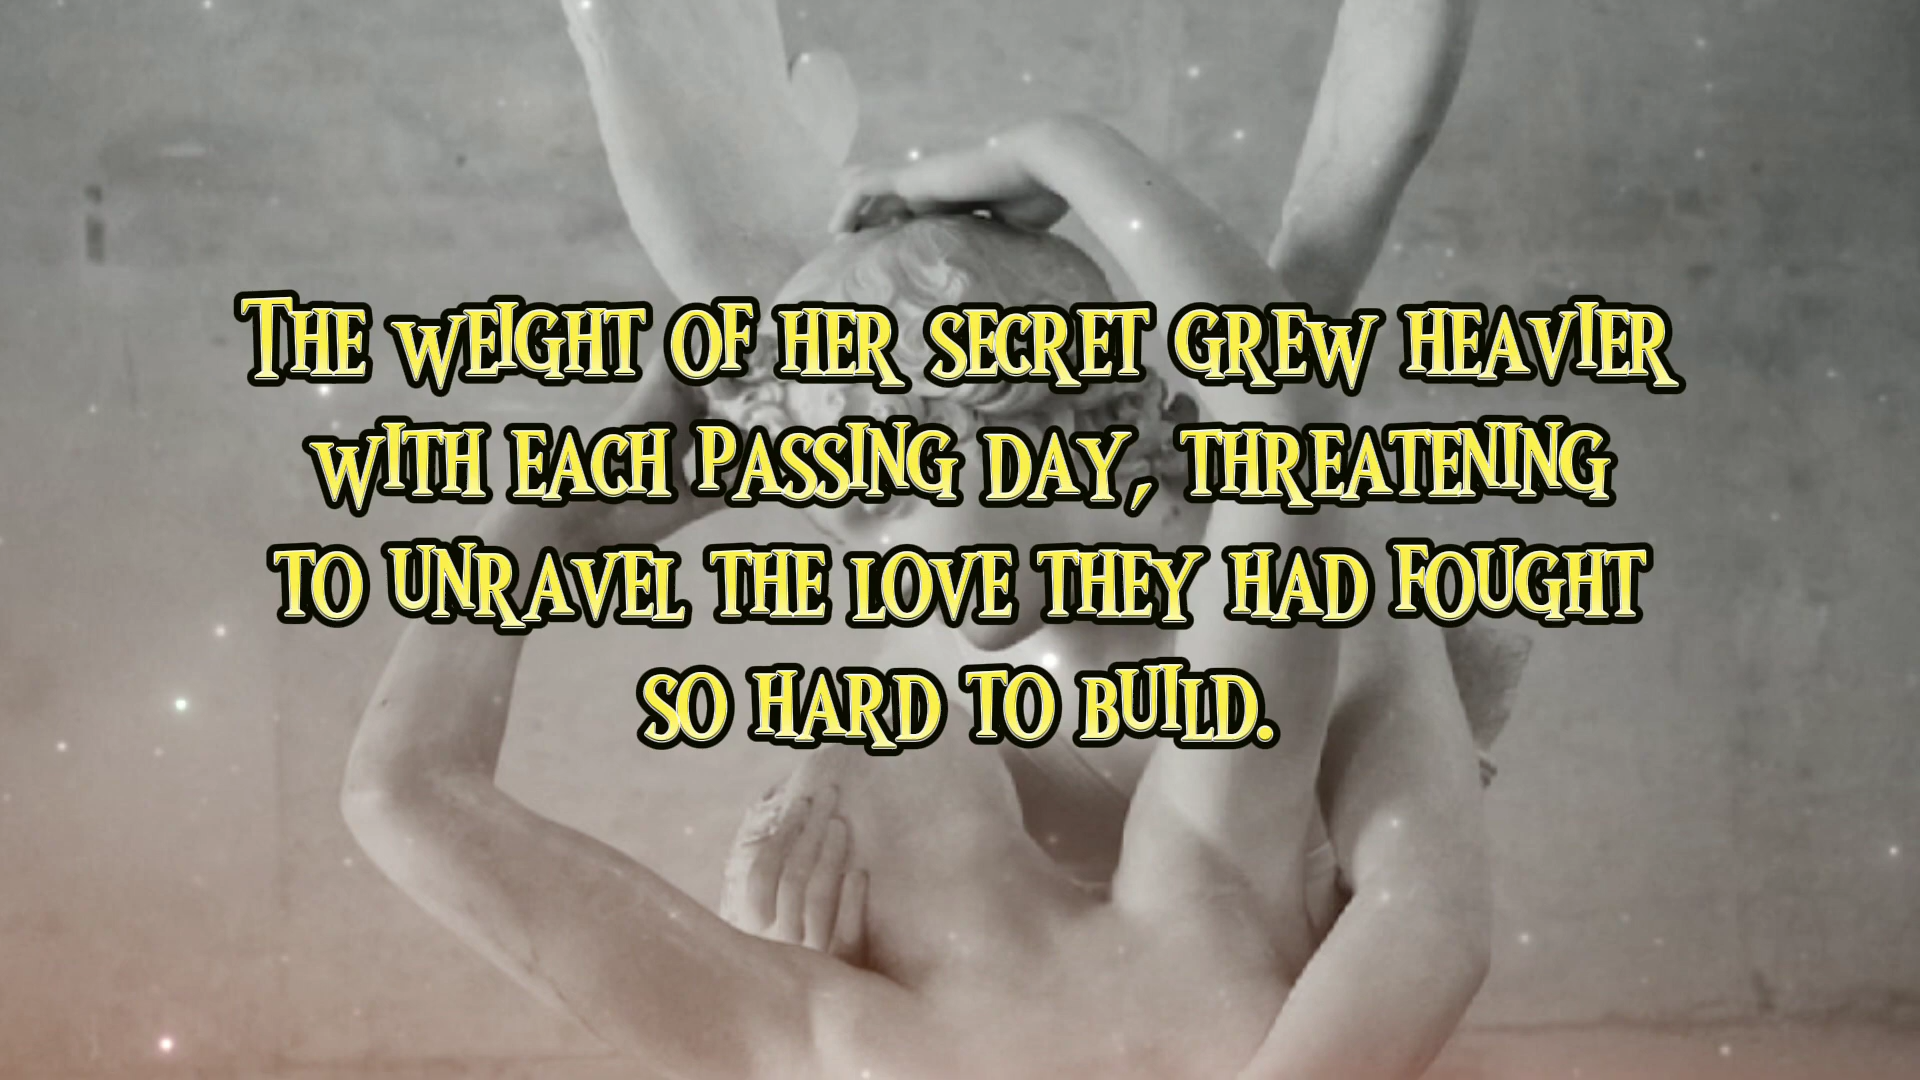 The weight of her secret grew heavier
with each passing day, threatening
to unravel the love they had fought
so hard to build.